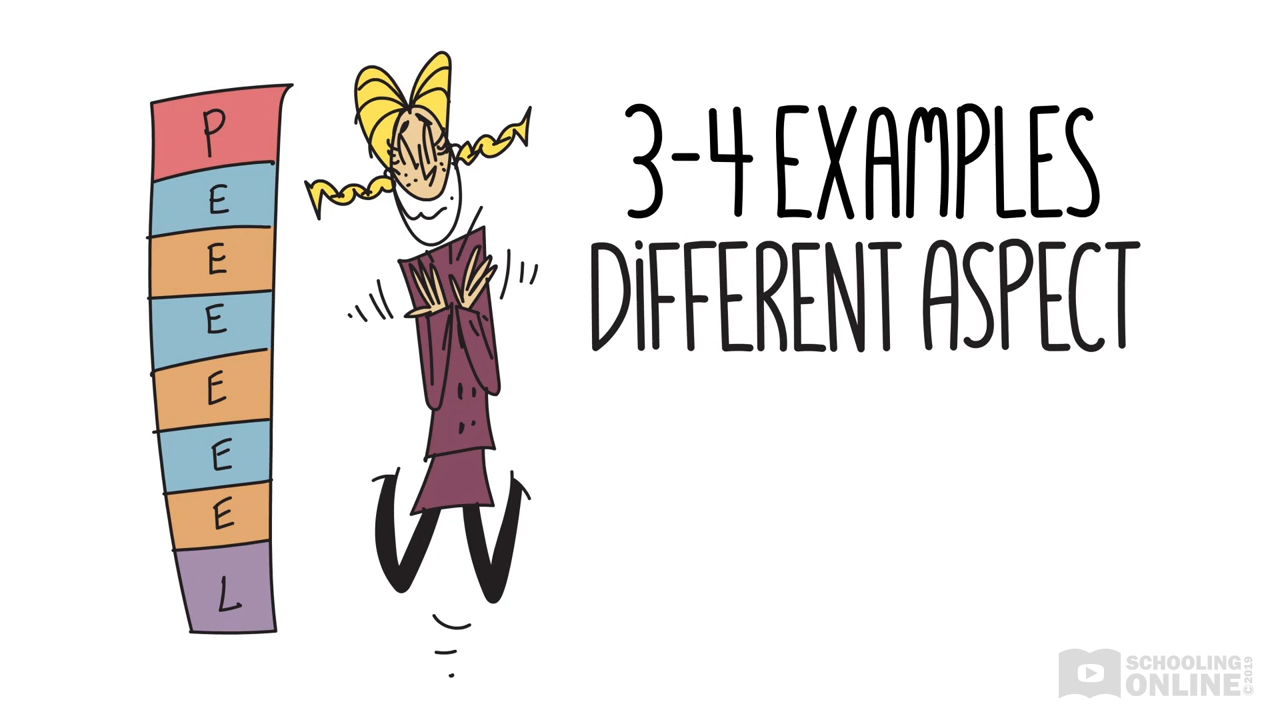 P
E
E
E
E
E
E
L
3-4 EXAMPLES
DiFFERENT ASPECT
SCHOOLING
ONLINE
©2019